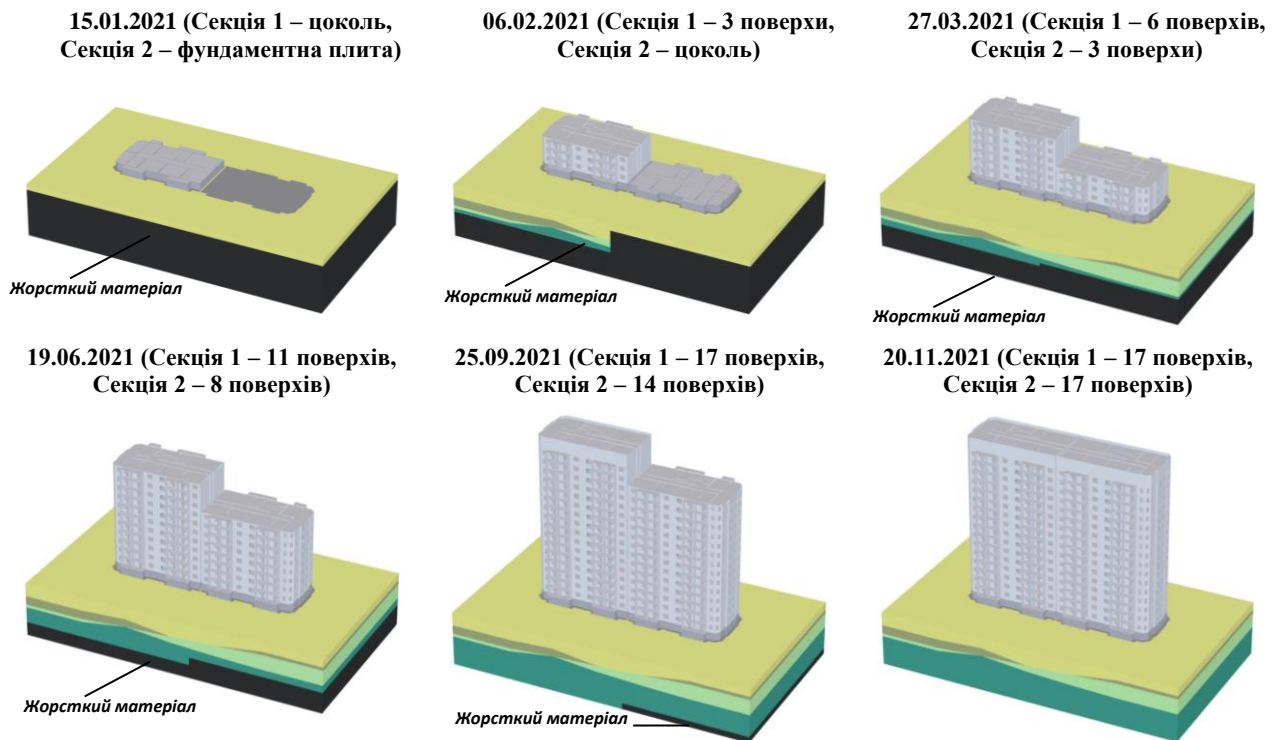 15.01.2021 (Секція 1 – цоколь,
Секція 2 – фундаментна плита)
06.02.2021 (Секція 1 – 3 поверхи,
Секція 2 – цоколь)
27.03.2021 (Секція 1 – 6 поверхів,
Секція 2 – 3 поверхи)
Жорсткий матеріал
Жорсткий матеріал
Жорсткий матеріал
19.06.2021 (Секція 1 – 11 поверхів,
Секція 2 – 8 поверхів)
25.09.2021 (Секція 1 – 17 поверхів,
Секція 2 – 14 поверхів)
20.11.2021 (Секція 1 – 17 поверхів,
Секція 2 – 17 поверхів)
Жорсткий матеріал
Жорсткий матеріал